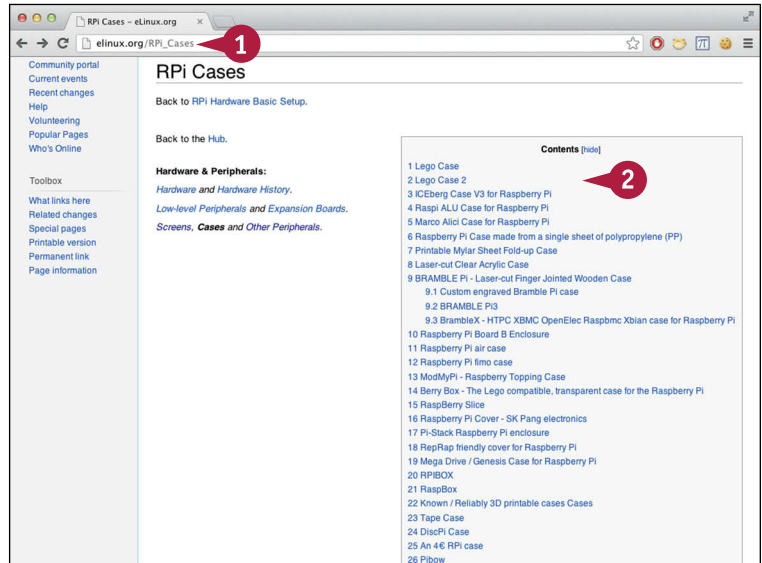 RPi Cases – eLinux.org
elinux.org/RPi_Cases
1
Community portal
Current events
Recent changes
Help
Volunteering
Popular Pages
Who's Online
Toolbox
What links here
Related changes
Special pages
Printable version
Permanent link
Page information
RPi Cases
Back to RPi Hardware Basic Setup.
Back to the Hub.
Hardware & Peripherals:
Hardware and Hardware History.
Low-level Peripherals and Expansion Boards.
Screens, Cases and Other Peripherals.
Contents [hide]
1 Lego Case
2 Lego Case 2
2
3 ICEberg Case V3 for Raspberry Pi
4 Raspi ALU Case for Raspberry Pi
5 Marco Alici Case for Raspberry Pi
6 Raspberry Pi Case made from a single sheet of polypropylene (PP)
7 Printable Mylar Sheet Fold-up Case
8 Laser-cut Clear Acrylic Case
9 BRAMBLE Pi - Laser-cut Finger Jointed Wooden Case
9.1 Custom engraved Bramble Pi case
9.2 BRAMBLE Pi3
9.3 BrambleX - HTPC XBMC OpenElec Raspbmc Xbian case for Raspberry Pi
10 Raspberry Pi Board B Enclosure
11 Raspberry Pi air case
12 Raspberry Pi fimo case
13 ModMyPi - Raspberry Topping Case
14 Berry Box - The Lego compatible, transparent case for the Raspberry Pi
15 RaspBerry Slice
16 Raspberry Pi Cover - SK Pang electronics
17 Pi-Stack Raspberry Pi enclosure
18 RepRap friendly cover for Raspberry Pi
19 Mega Drive / Genesis Case for Raspberry Pi
20 RPIBOX
21 RaspBox
22 Known / Reliably 3D printable cases Cases
23 Tape Case
24 DiscPi Case
25 An 4€ RPi case
26 Pibow